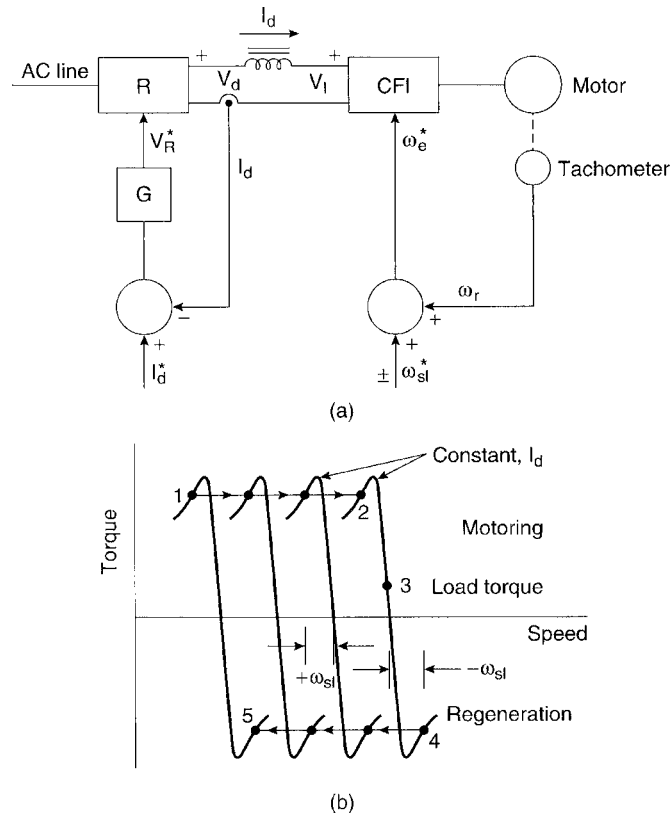 I_d
AC line
R
+
V_d
+
V_I
CFI
Motor
V_R^*
I_d
ω_e^*
Tachometer
G
ω_r
−
+
+
+
I_d^*
±
ω_sl^*
(a)
Constant, I_d
1
2
Motoring
Torque
3
Load torque
Speed
+ω_sl
−ω_sl
5
Regeneration
4
(b)